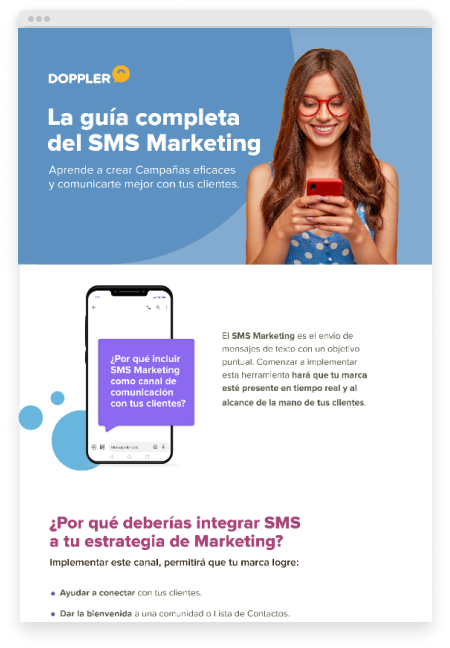 DOPPLER
La guía completa
del SMS Marketing
Aprende a crear Campañas eficaces
y comunicarte mejor con tus clientes.
¿Por qué incluir
SMS Marketing
como canal de
comunicación
con tus clientes?
El SMS Marketing es el envío de
mensajes de texto con un objetivo
puntual. Comenzar a implementar
esta herramienta hará que tu marca
esté presente en tiempo real y al
alcance de la mano de tus clientes.
¿Por qué deberías integrar SMS
a tu estrategia de Marketing?
Implementar este canal, permitirá que tu marca logre:
Ayudar a conectar con tus clientes.
Dar la bienvenida a una comunidad o Lista de Contactos.